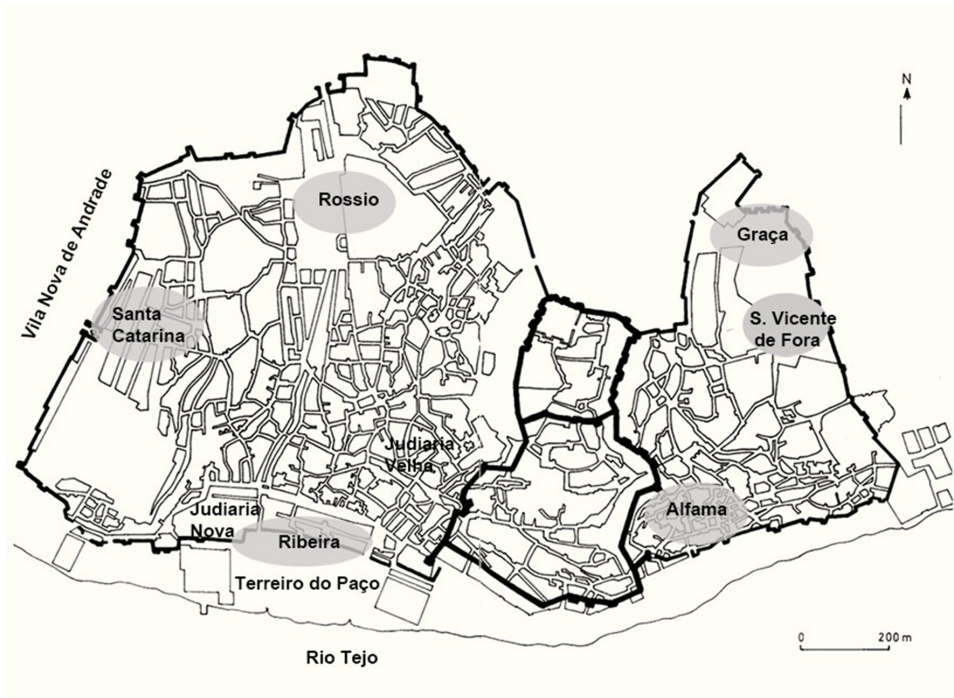 N
Rossio
Graça
Vila Nova de Andrade
Santa
Catarina
S. Vicente
de Fora
Judiaria
Velha
Judiaria
Nova
Alfama
Ribeira
Terreiro do Paço
Rio Tejo
0 200 m